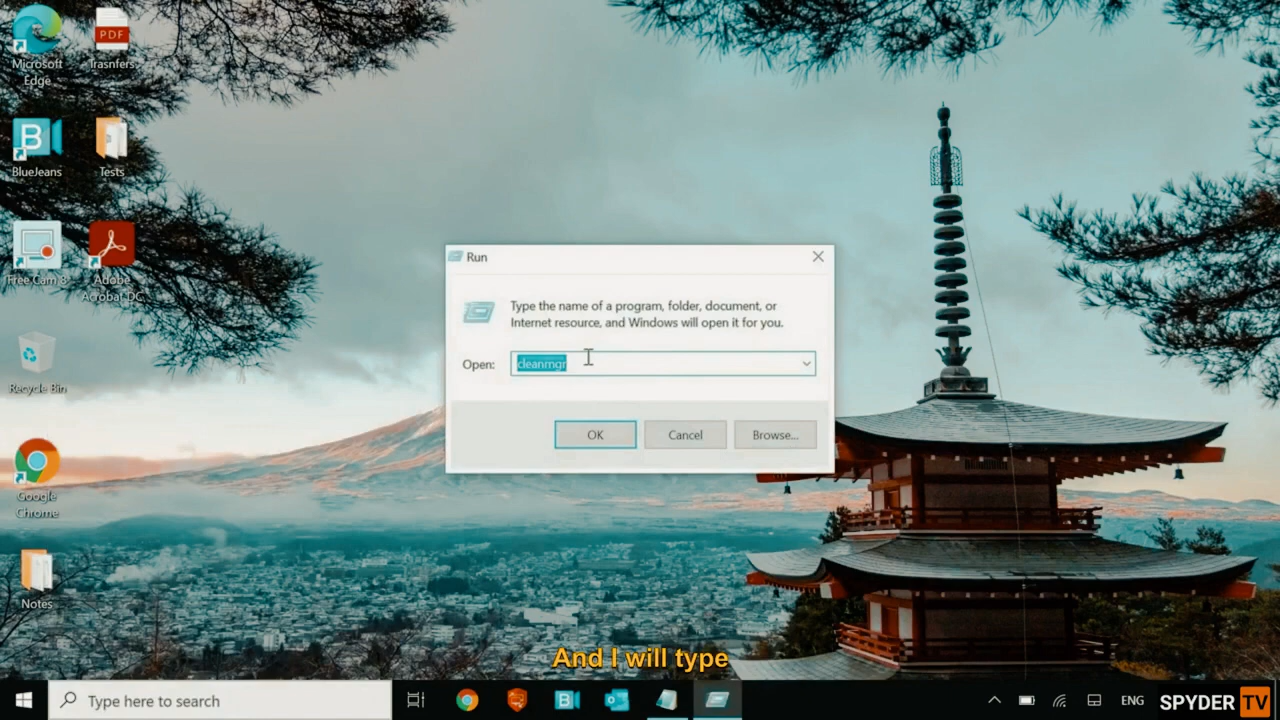 Microsoft
Edge
PDF
Trasnfers
B
BlueJeans
Tests
Free Cam 8
Adobe
Acrobat DC
Recycle Bin
Google
Chrome
Notes
Run
Type the name of a program, folder, document, or
Internet resource, and Windows will open it for you.
Open:
cleanmgr
OK
Cancel
Browse...
And I will type
Type here to search
B
ENG
SPYDER TV